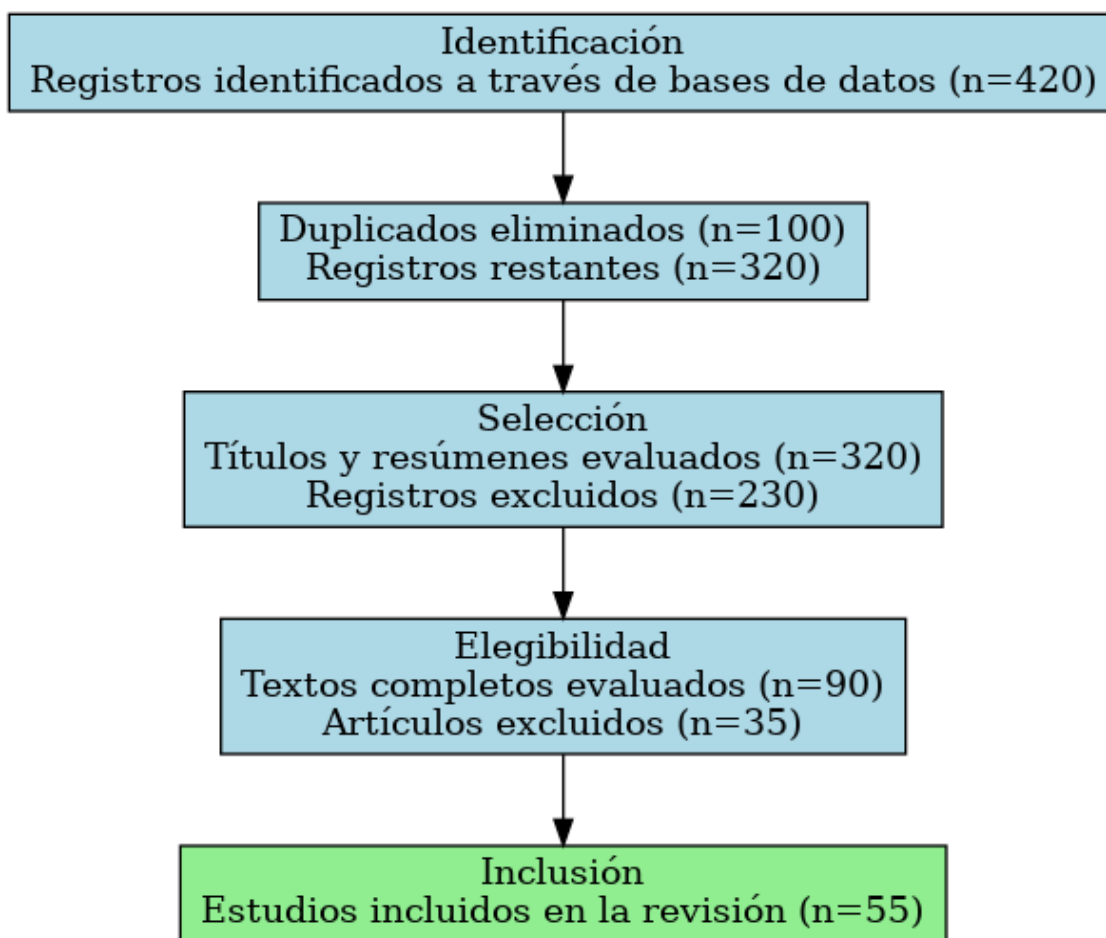 Identificación
Registros identificados a través de bases de datos (n=420)
Duplicados eliminados (n=100)
Registros restantes (n=320)
Selección
Títulos y resúmenes evaluados (n=320)
Registros excluidos (n=230)
Elegibilidad
Textos completos evaluados (n=90)
Artículos excluidos (n=35)
Inclusión
Estudios incluidos en la revisión (n=55)